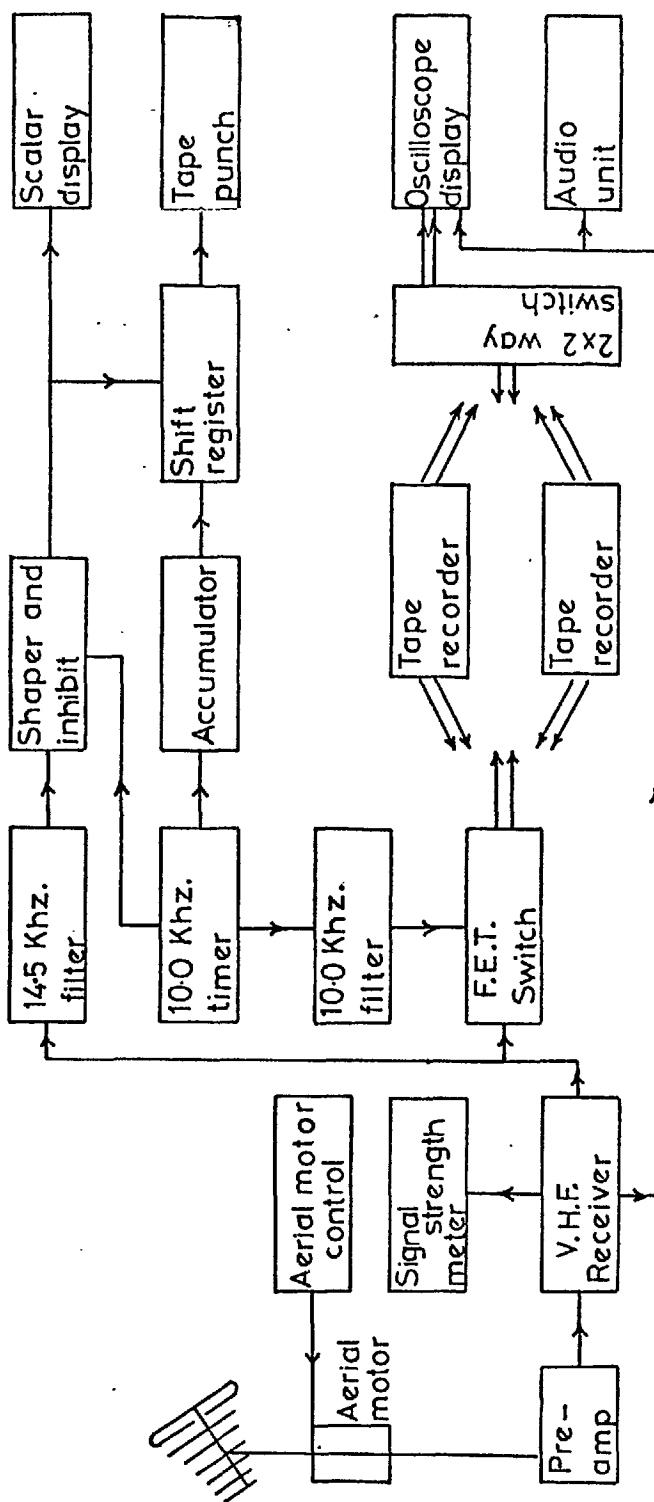 Aerial motor
control
Aerial
motor
Signal
strength
meter
Pre-
amp
V.H.F.
Receiver
14·5 Khz.
filter
10·0 Khz.
timer
10·0 Khz.
filter
F.E.T.
Switch
Shaper and
inhibit
Accumulator
Shift
register
Scalar
display
Tape
punch
Tape
recorder
Tape
recorder
2x2 way
switch
Oscilloscope
display
Audio
unit